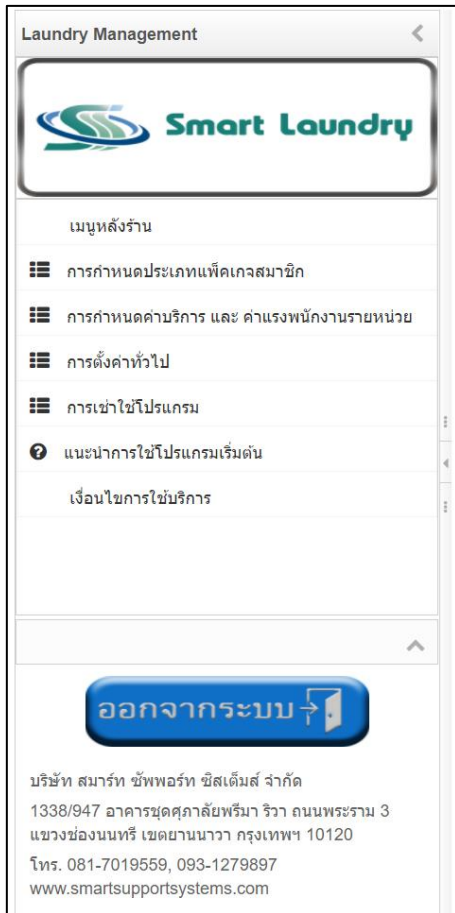 Laundry Management
Smart Laundry
เมนูหลังร้าน
การกำหนดประเภทแพ็คเกจสมาชิก
การกำหนดค่าบริการ และ ค่าแรงพนักงานรายหน่วย
การตั้งค่าทั่วไป
การเช่าใช้โปรแกรม
แนะนำการใช้โปรแกรมเริ่มต้น
เงื่อนไขการใช้บริการ
ออกจากระบบ
บริษัท สมาร์ท ซัพพอร์ท ซิสเต็มส์ จำกัด
1338/947 อาคารชุดศุภาลัยพรีมา ริวา ถนนพระราม 3
แขวงช่องนนทรี เขตยานนาวา กรุงเทพฯ 10120
โทร. 081-7019559, 093-1279897
www.smartsupportsystems.com